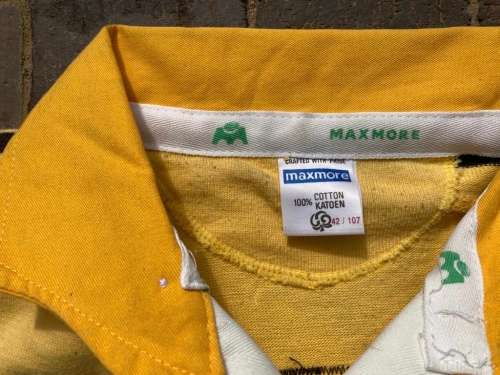 MAXMORE
CRAFTED WITH PRIDE
maxmore
100% COTTON
KATOEN
42 / 107